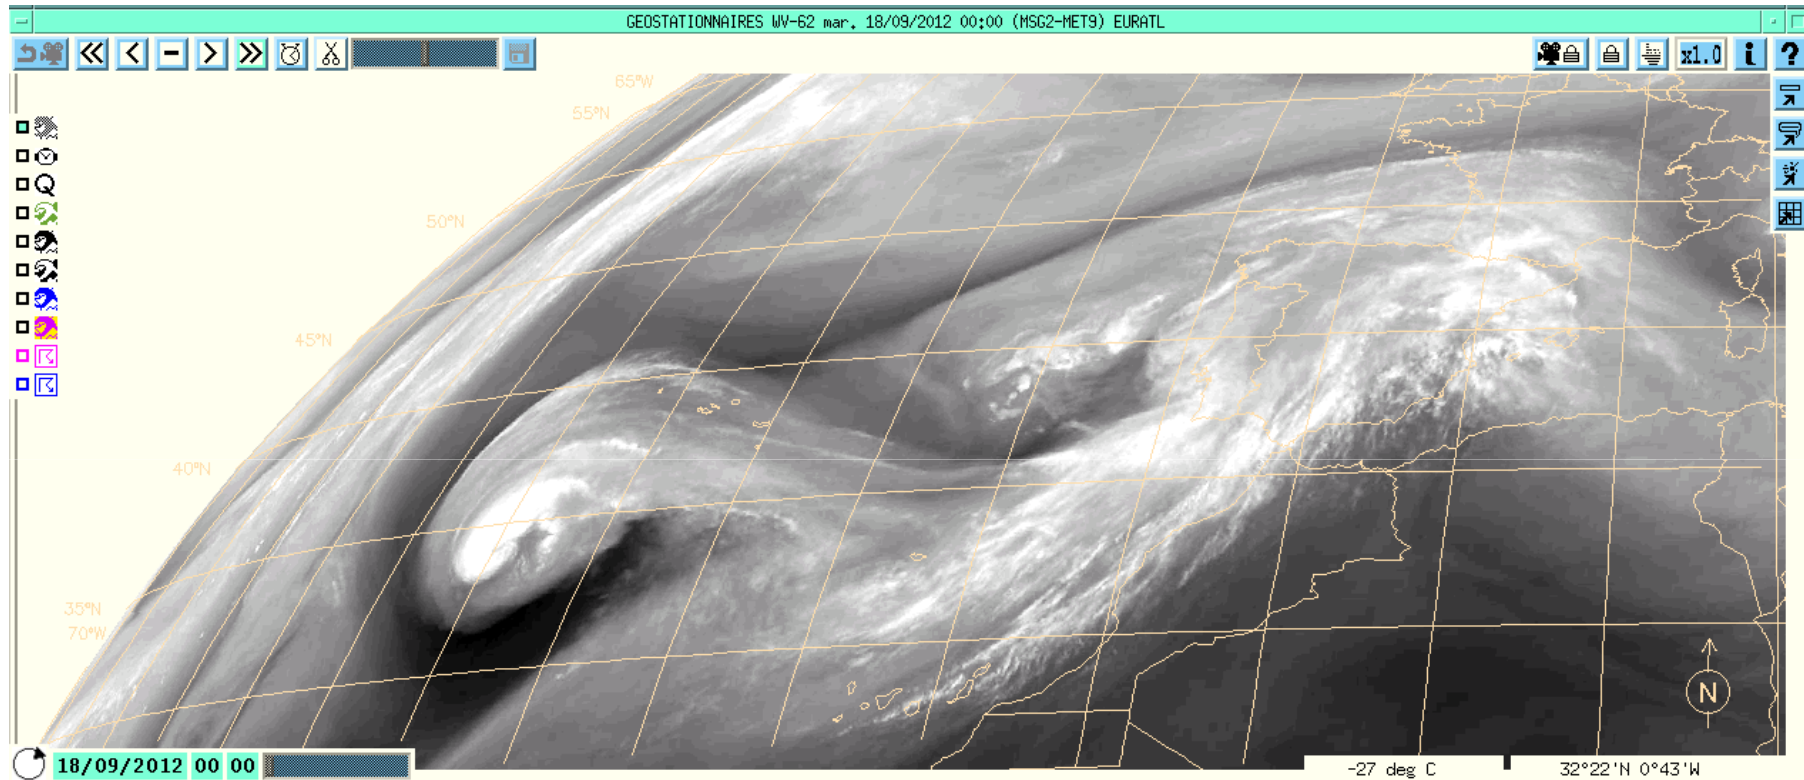 GEOSTATIONNAIRES WV-62 mar. 18/09/2012 00:00 (MSG2-MET9) EURATL
x1.0
i
?
65°W
55°N
Q
50°N
45°N
40°N
35°N
70°W
N
18/09/2012 00 00
-27 deg C
32°22'N 0°43'W